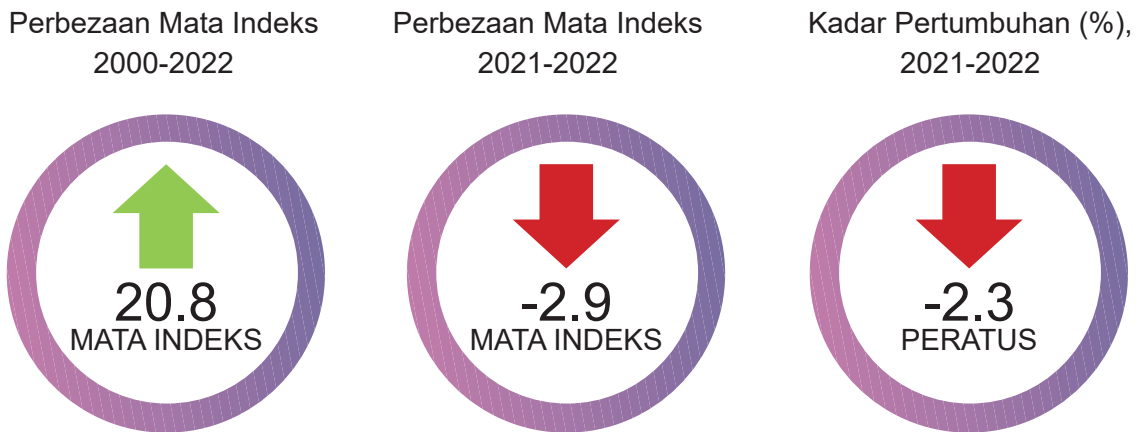 Perbezaan Mata Indeks
2000-2022
20.8
MATA INDEKS
Perbezaan Mata Indeks
2021-2022
-2.9
MATA INDEKS
Kadar Pertumbuhan (%),
2021-2022
-2.3
PERATUS